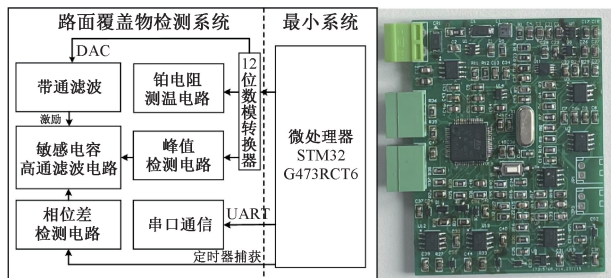 路面覆盖物检测系统
最小系统
DAC
带通滤波
铂电阻
测温电路
12
位
数
模
转
换
器
激励
敏感电容
高通滤波电路
峰值
检测电路
微处理器
STM32
G473RCT6
相位差
检测电路
串口通信
UART
定时器捕获